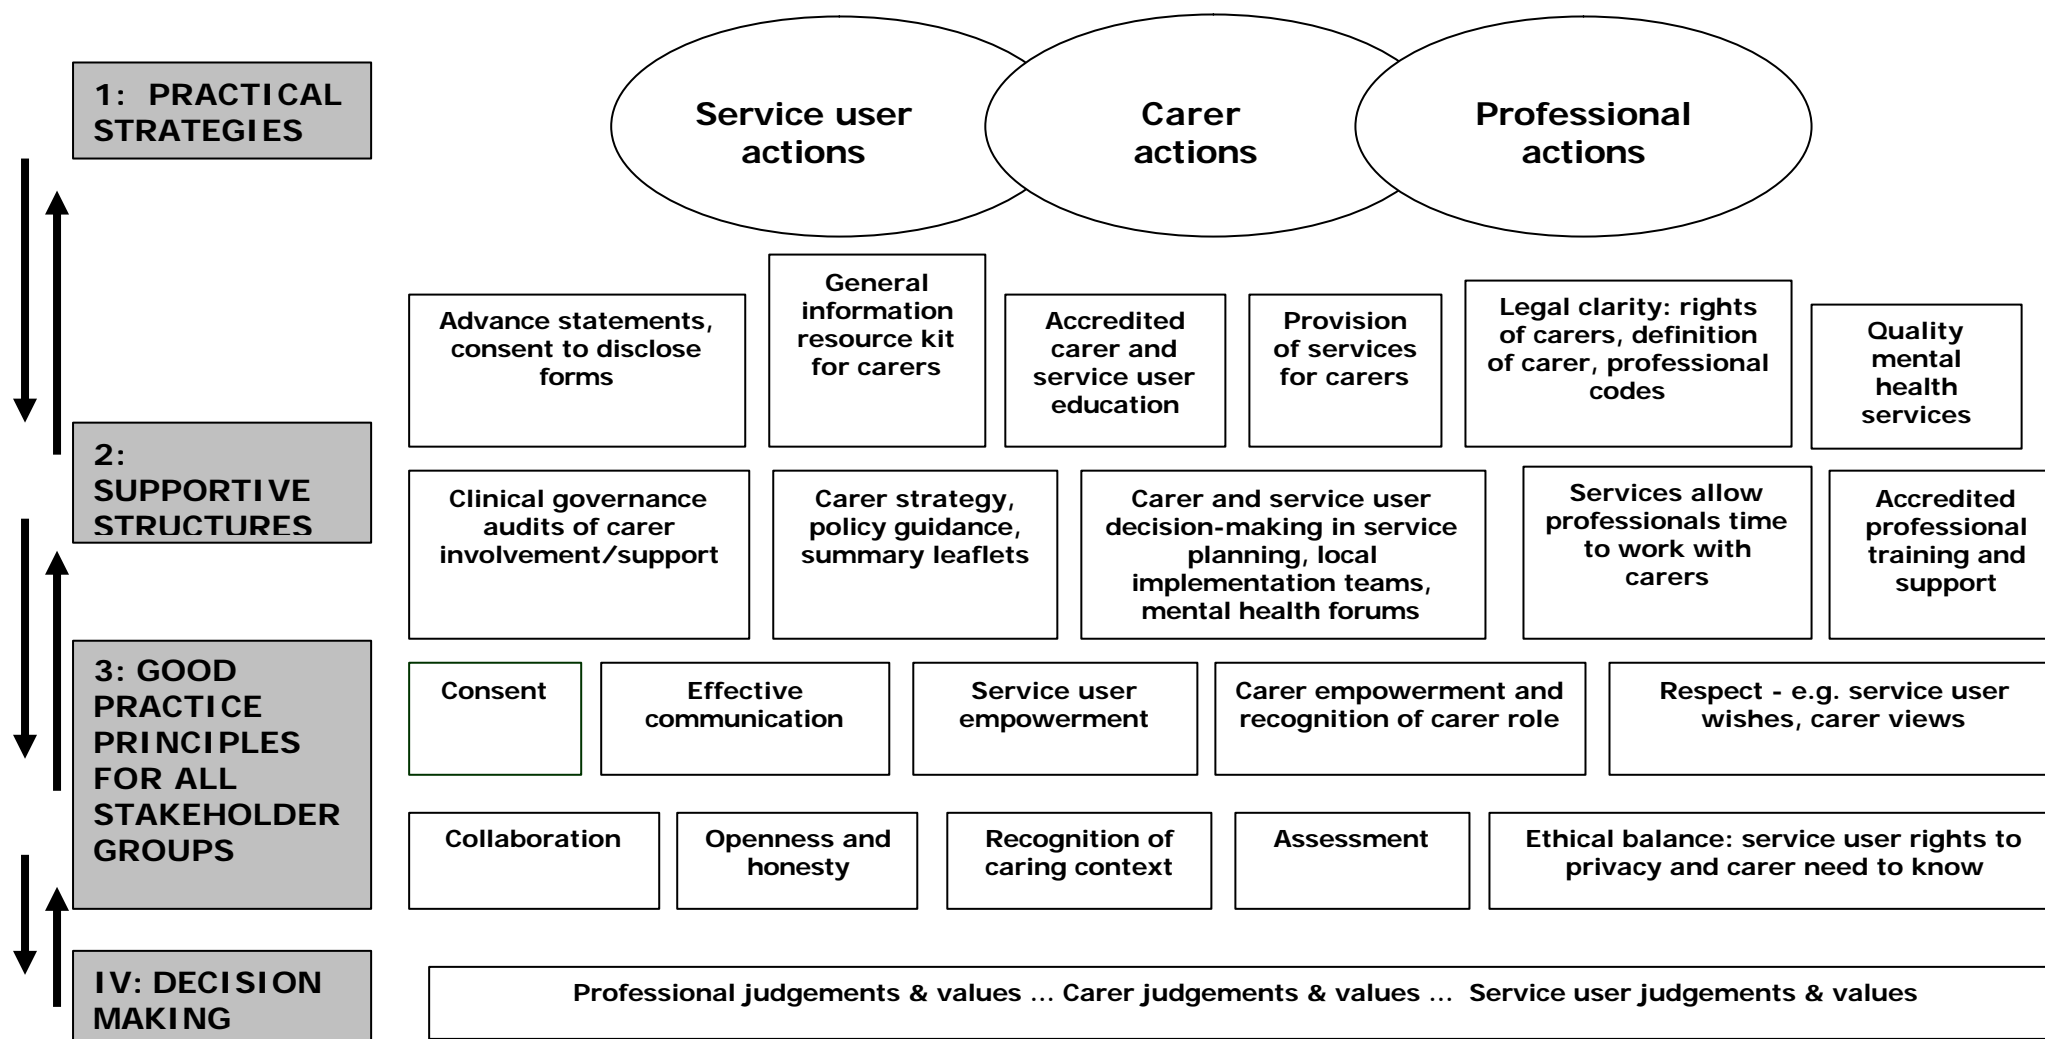 1: PRACTICAL
STRATEGIES
Service user
actions
Carer
actions
Professional
actions
Advance statements,
consent to disclose
forms
General
information
resource kit
for carers
Accredited
carer and
service user
education
Provision
of services
for carers
Legal clarity: rights
of carers, definition
of carer, professional
codes
Quality
mental
health
services
2:
SUPPORTIVE
STRUCTURES
Clinical governance
audits of carer
involvement/support
Carer strategy,
policy guidance,
summary leaflets
Carer and service user
decision-making in service
planning, local
implementation teams,
mental health forums
Services allow
professionals time
to work with
carers
Accredited
professional
training and
support
3: GOOD
PRACTICE
PRINCIPLES
FOR ALL
STAKEHOLDER
GROUPS
Consent
Effective
communication
Service user
empowerment
Carer empowerment and
recognition of carer role
Respect - e.g. service user
wishes, carer views
Collaboration
Openness and
honesty
Recognition of
caring context
Assessment
Ethical balance: service user rights to
privacy and carer need to know
IV: DECISION
MAKING
Professional judgements & values ... Carer judgements & values ... Service user judgements & values